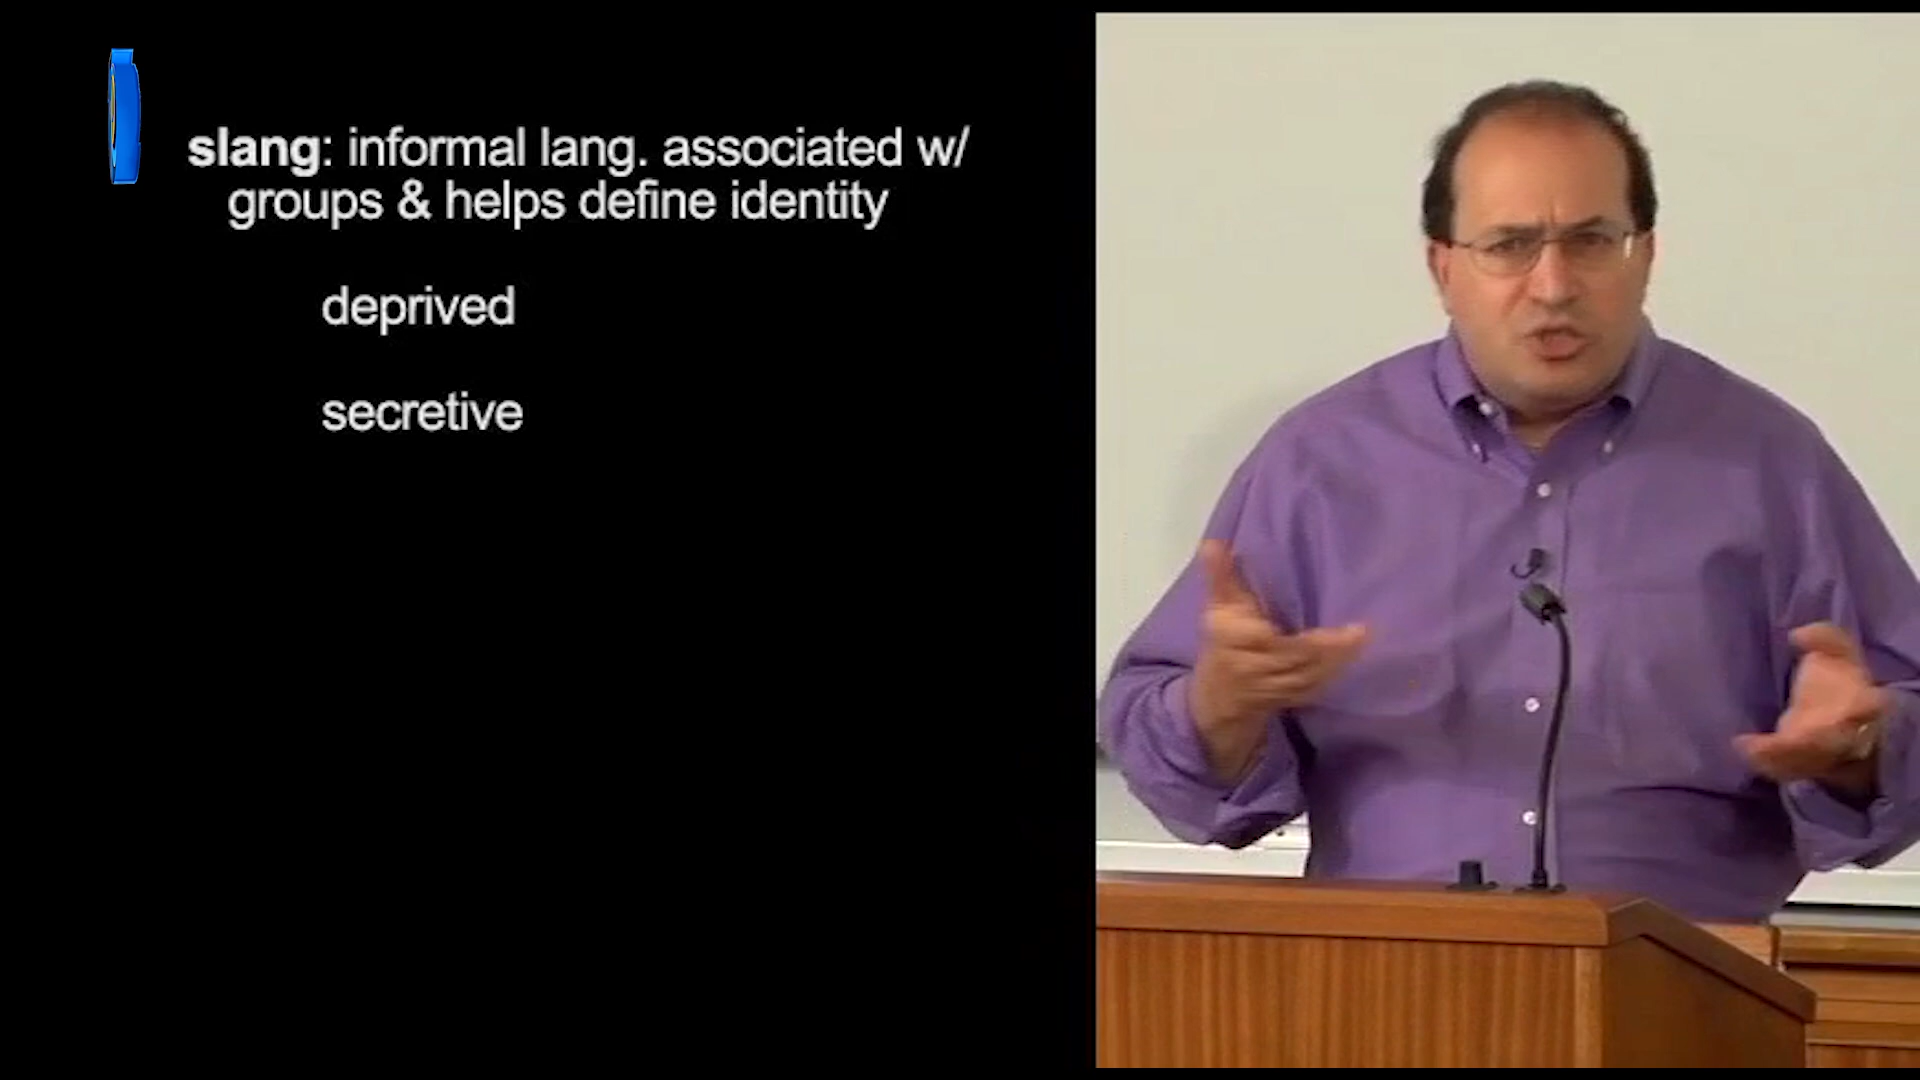 slang: informal lang. associated w/
groups & helps define identity
deprived
secretive